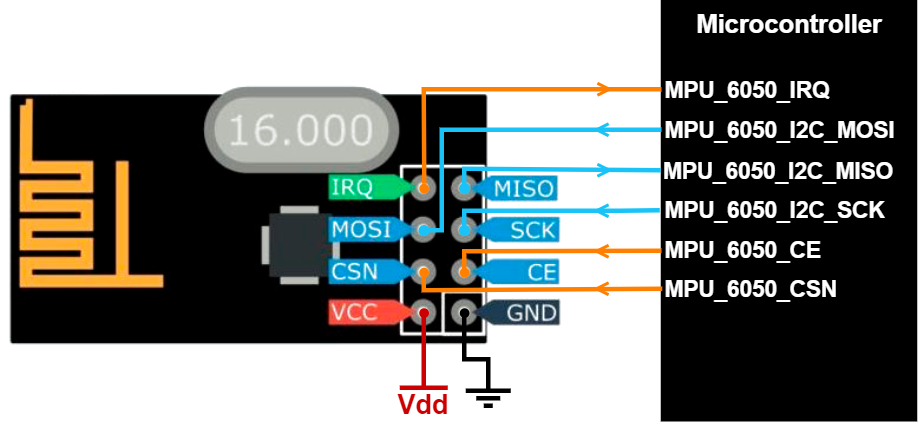 Microcontroller
16.000
MPU_6050_IRQ
MPU_6050_I2C_MOSI
MPU_6050_I2C_MISO
MPU_6050_I2C_SCK
MPU_6050_CE
MPU_6050_CSN
IRQ
MISO
MOSI
SCK
CSN
CE
VCC
GND
Vdd